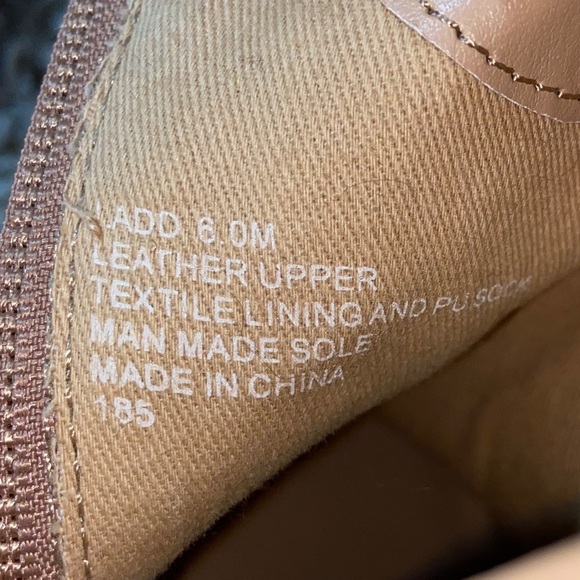 LADD 6.0M
LEATHER UPPER
TEXTILE LINING AND PU SOCK
MAN MADE SOLE
MADE IN CHINA
185